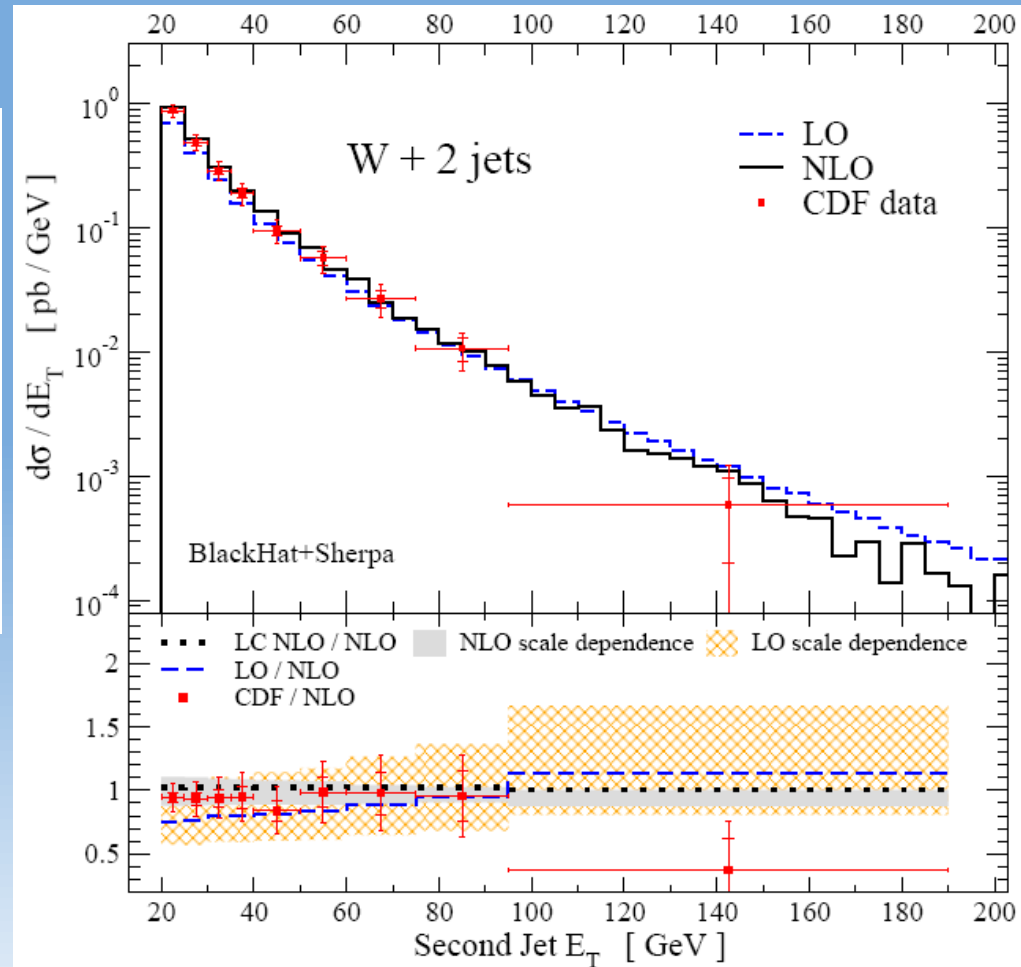 20 40 60 80 100 120 140 160 180 200
10^0
10^-1
10^-2
10^-3
10^-4
dσ / dE_T [ pb / GeV ]
W + 2 jets
LO
NLO
CDF data
BlackHat+Sherpa
LC NLO / NLO NLO scale dependence LO scale dependence
LO / NLO
CDF / NLO
2
1.5
1
0.5
20 40 60 80 100 120 140 160 180 200
Second Jet E_T [ GeV ]